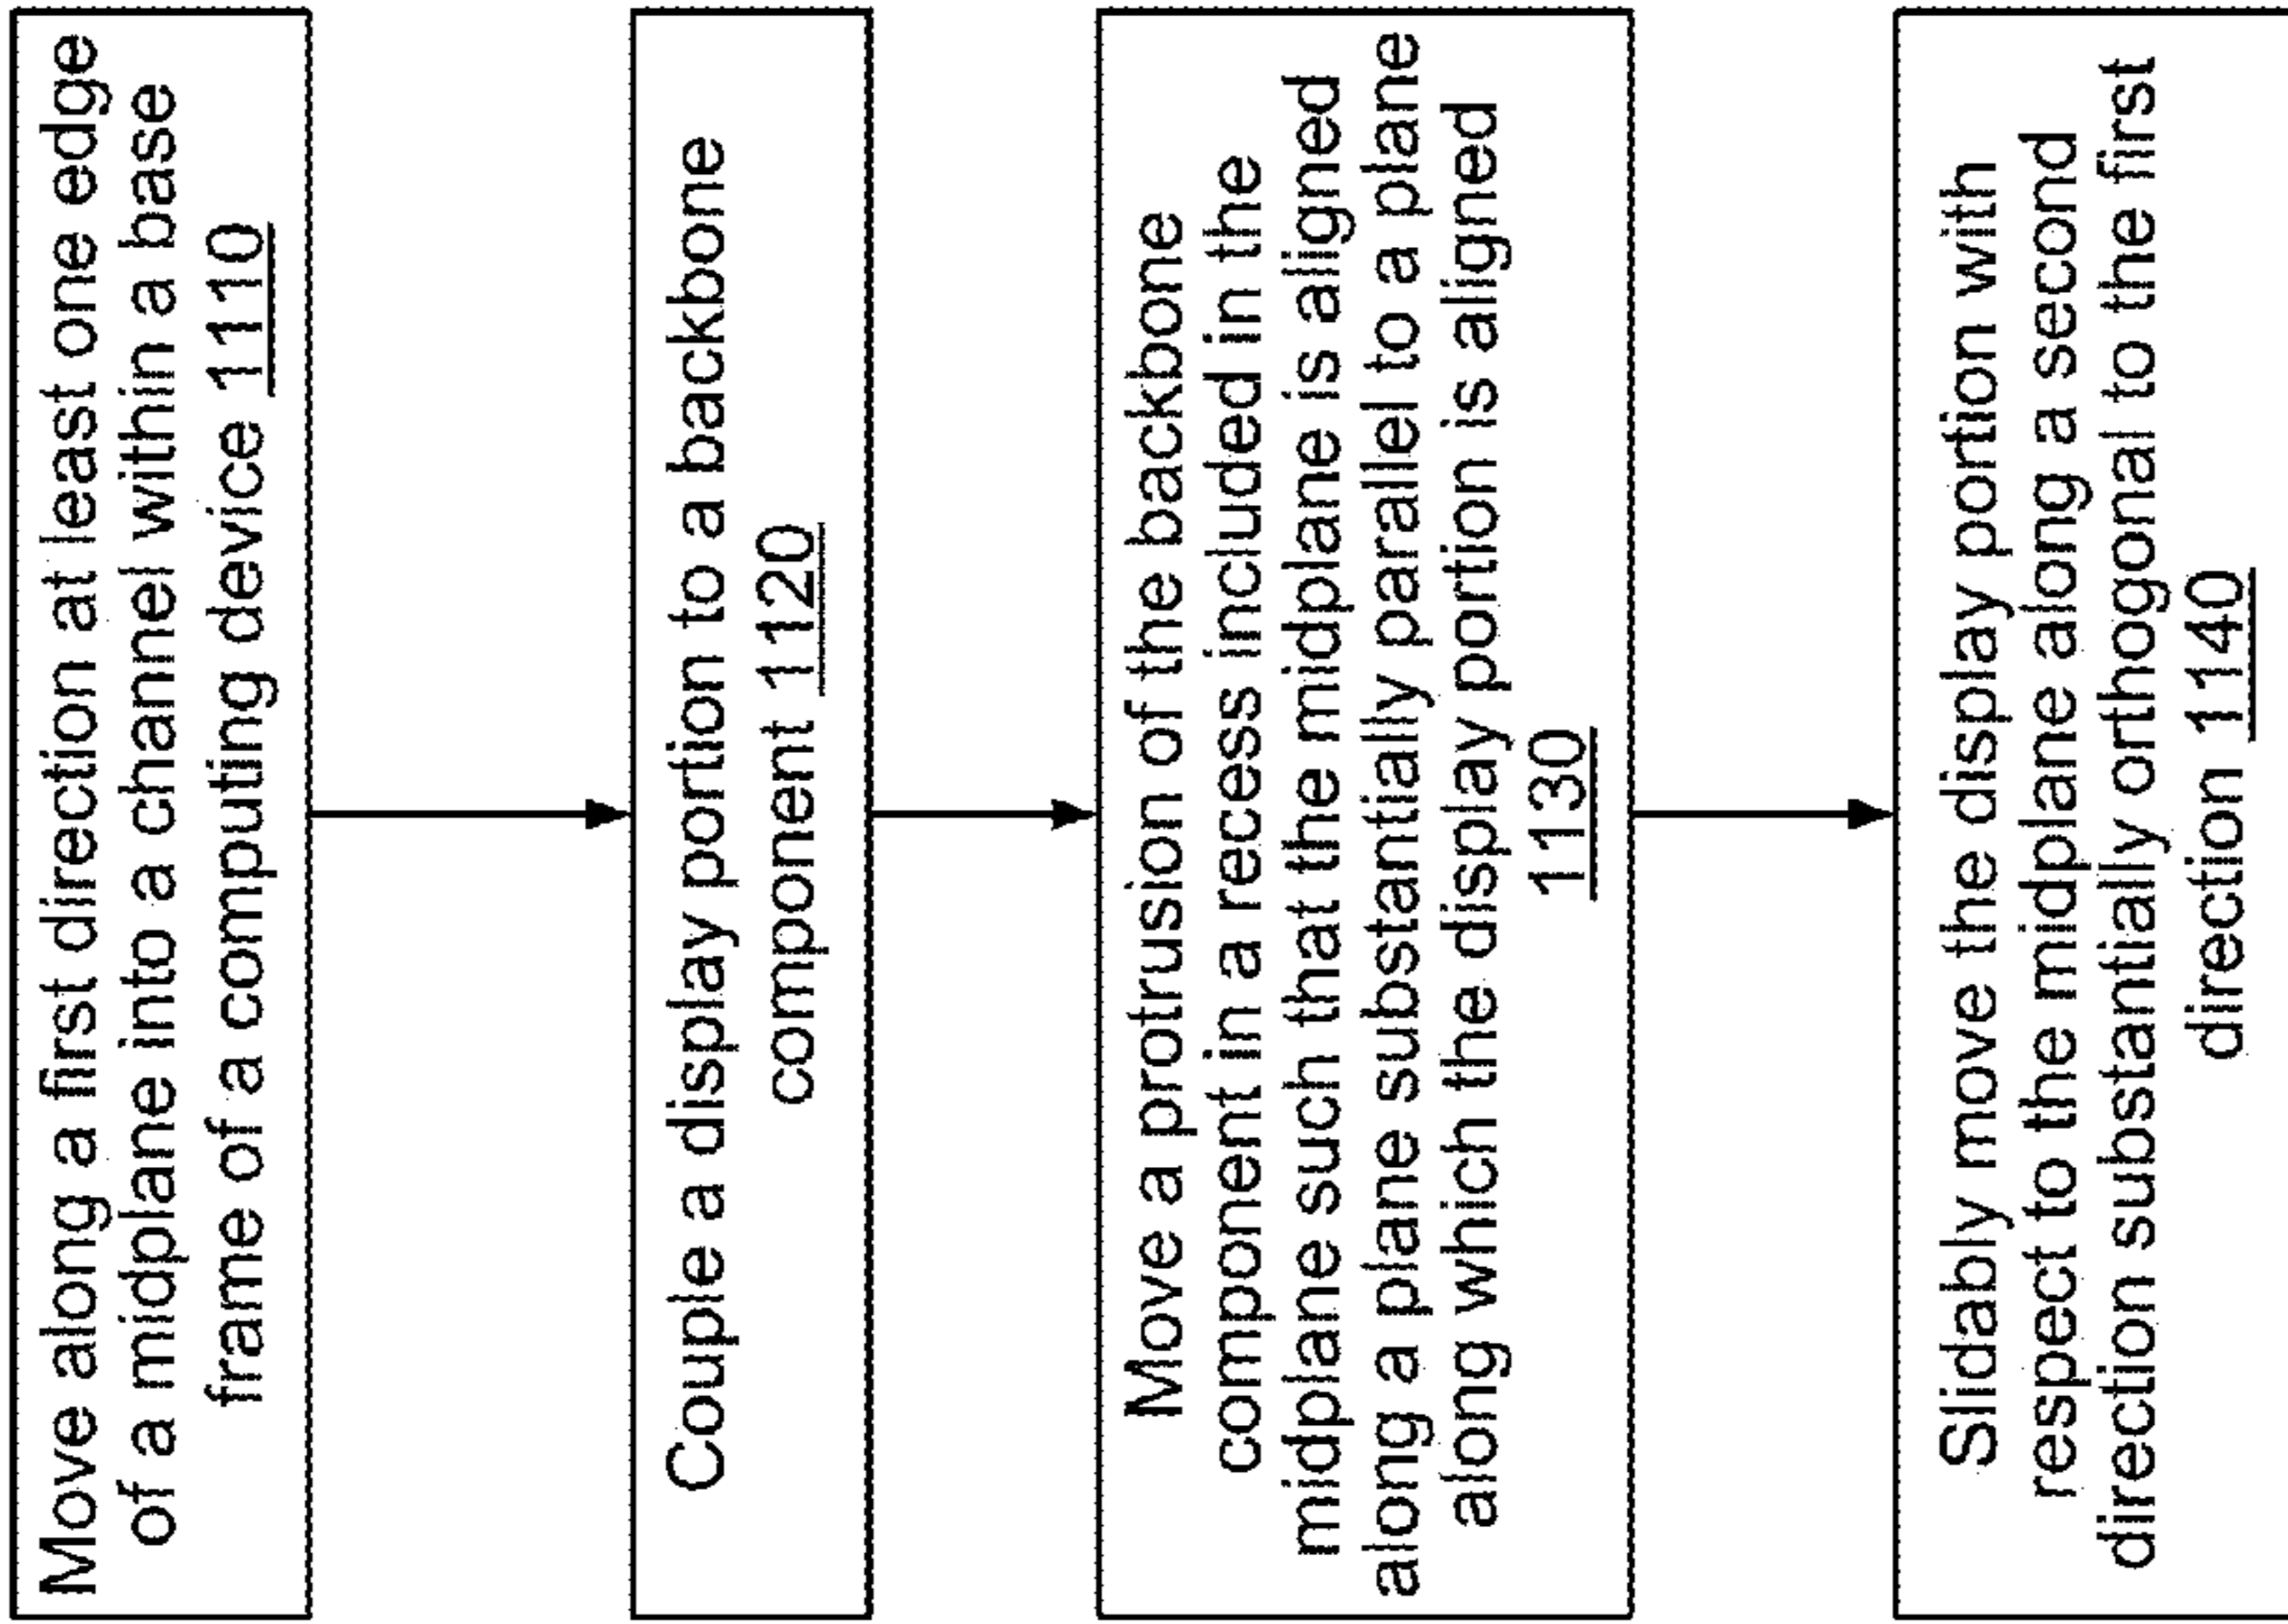 Move along a first direction at least one edge
of a midplane into a channel within a base
frame of a computing device 1110
Couple a display portion to a backbone
component 1120
Move a protrusion of the backbone
component in a recess included in the
midplane such that the midplane is aligned
along a plane substantially parallel to a plane
along which the display portion is aligned
1130
Slidably move the display portion with
respect to the midplane along a second
direction substantially orthogonal to the first
direction 1140